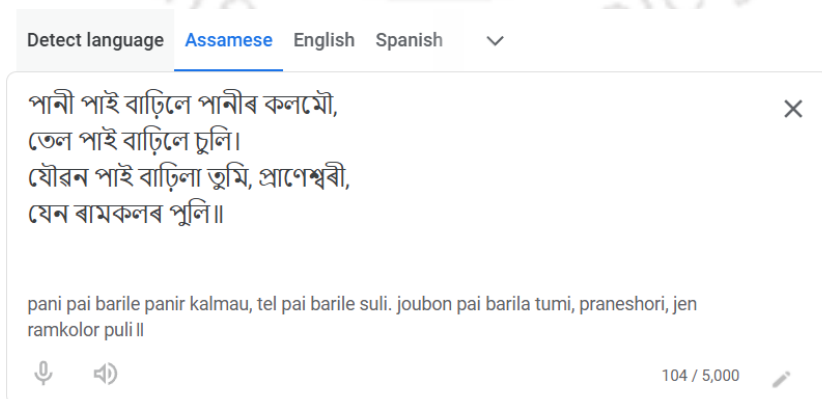 Detect language Assamese English Spanish
পানী পাই বাঢ়িলে পানীৰ কলমৌ,
তেল পাই বাঢ়িলে চুলি।
যৌৱন পাই বাঢ়িলা তুমি, প্ৰাণেশ্বৰী,
যেন ৰামকলৰ পুলি॥
pani pai barile panir kalmau, tel pai barile suli. joubon pai barila tumi, praneshori, jen
ramkolor puli॥
104 / 5,000